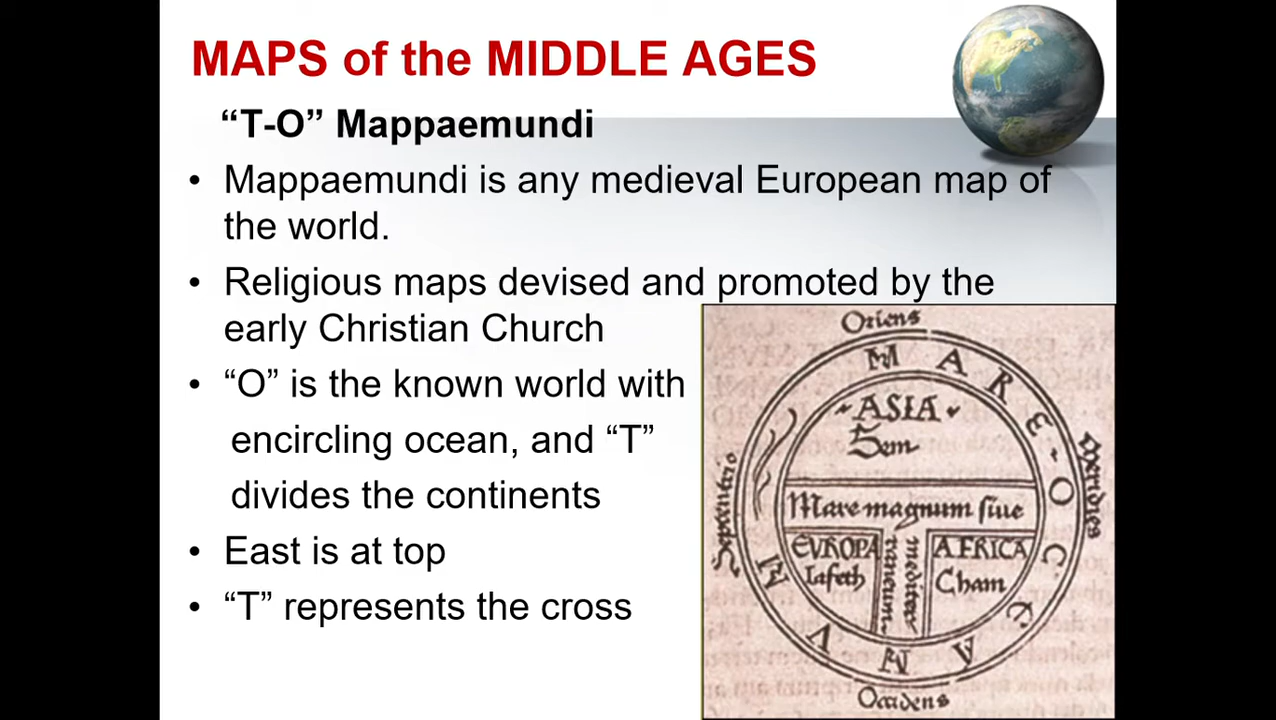 MAPS of the MIDDLE AGES
“T-O” Mappaemundi
• Mappaemundi is any medieval European map of
the world.
• Religious maps devised and promoted by the
early Christian Church
• “O” is the known world with
encircling ocean, and “T”
divides the continents
• East is at top
• “T” represents the cross
Oriens
MARE OCCEANVM
ASIA
Sem
Mare magnum siue
mediterraneum.
EVROPA
Iafeth
AFRICA
Cham
Septentrio
Meridies
Occidens